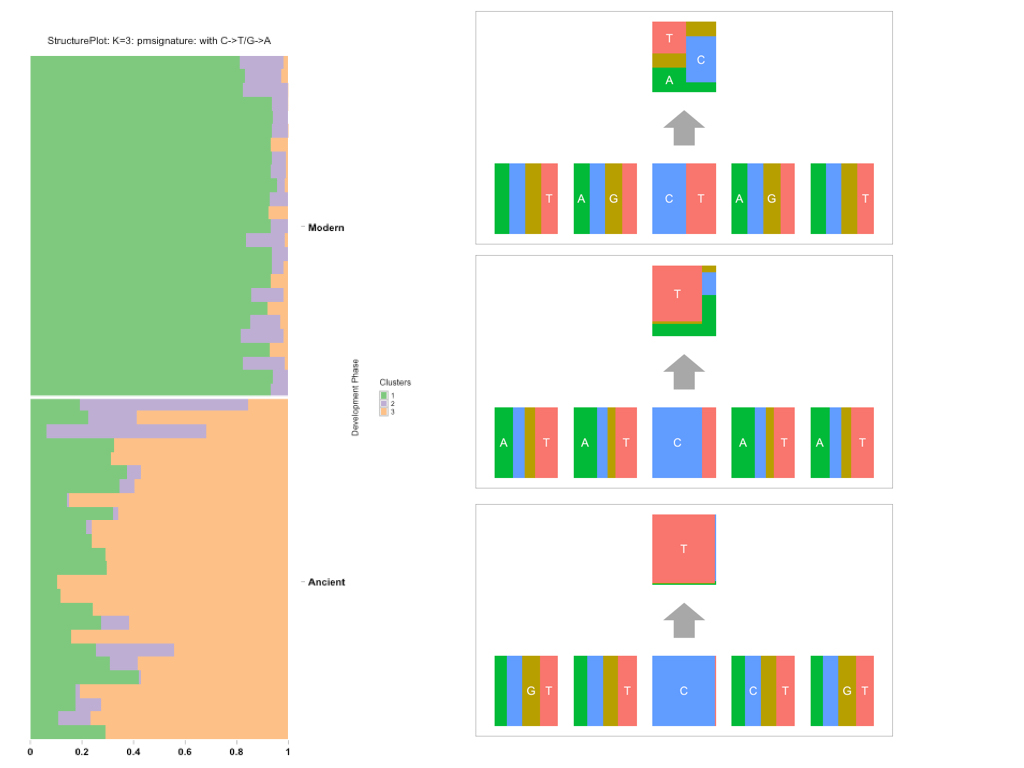 StructurePlot: K=3: pmsignature: with C->T/G->A
Modern
Ancient
0 0.2 0.4 0.6 0.8 1
Development Phase
Clusters
1
2
3
T
C
A
T A G C T A G T
T
A T A T C A T A T
T
G T T C C T G T